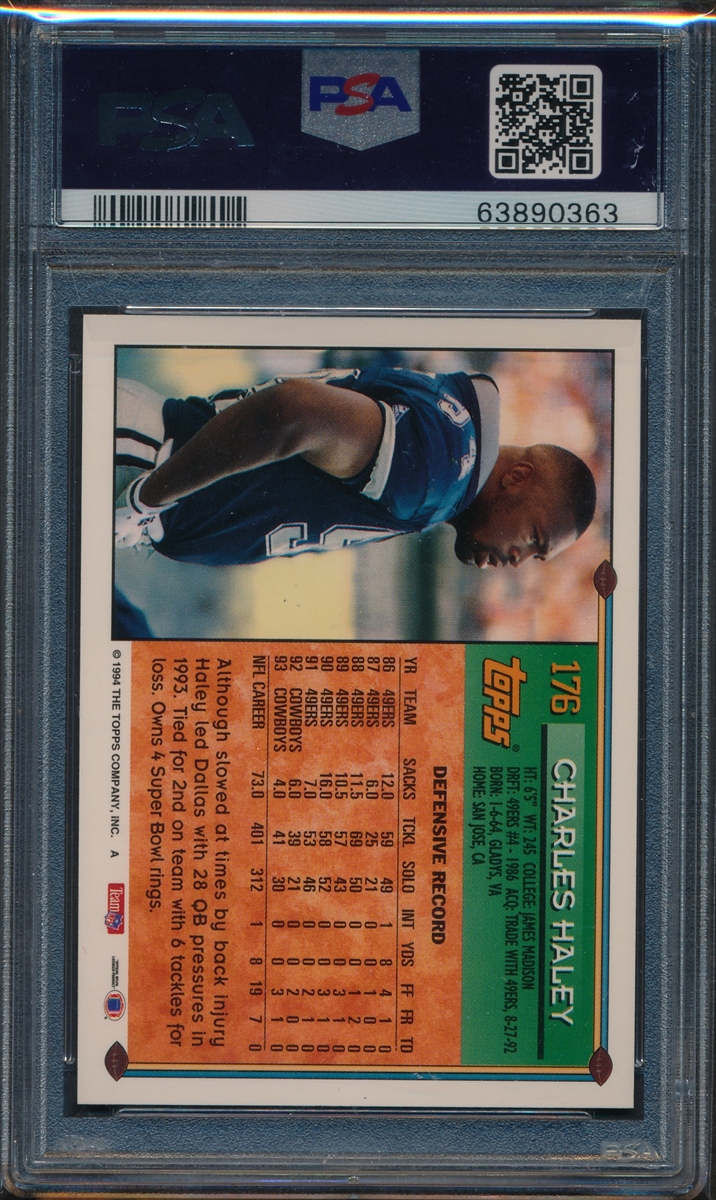 PSA
PSA
63890363
176
CHARLES HALEY
topps®
HT: 6'5" WT: 245 COLLEGE: JAMES MADISON
DRFT: 49ERS #4 - 1986 ACQ: TRADE WITH 49ERS, 8-27-92
BORN: 1-6-64, GLADYS, VA
HOME: SAN JOSE, CA
DEFENSIVE RECORD
YR TEAM SACKS TCKL SOLO INT YDS FF FR TD
86 49ERS 12.0 59 49 1 8 4 1 0
87 49ERS 6.0 25 21 0 0 1 0 0
88 49ERS 11.5 69 50 0 0 1 2 0
89 49ERS 10.5 57 43 0 0 3 1 0
90 49ERS 16.0 58 52 0 0 3 1 0
91 49ERS 7.0 53 46 0 0 2 1 0
92 COWBOYS 6.0 39 21 0 0 2 0 0
93 COWBOYS 4.0 41 30 0 0 3 1 0
NFL CAREER 73.0 401 312 1 8 19 7 0
Although slowed at times by back injury
Haley led Dallas with 28 QB pressures in
1993. Tied for 2nd on team with 6 tackles for
loss. Owns 4 Super Bowl rings.
© 1994 THE TOPPS COMPANY, INC. A
Team NFL
PSA